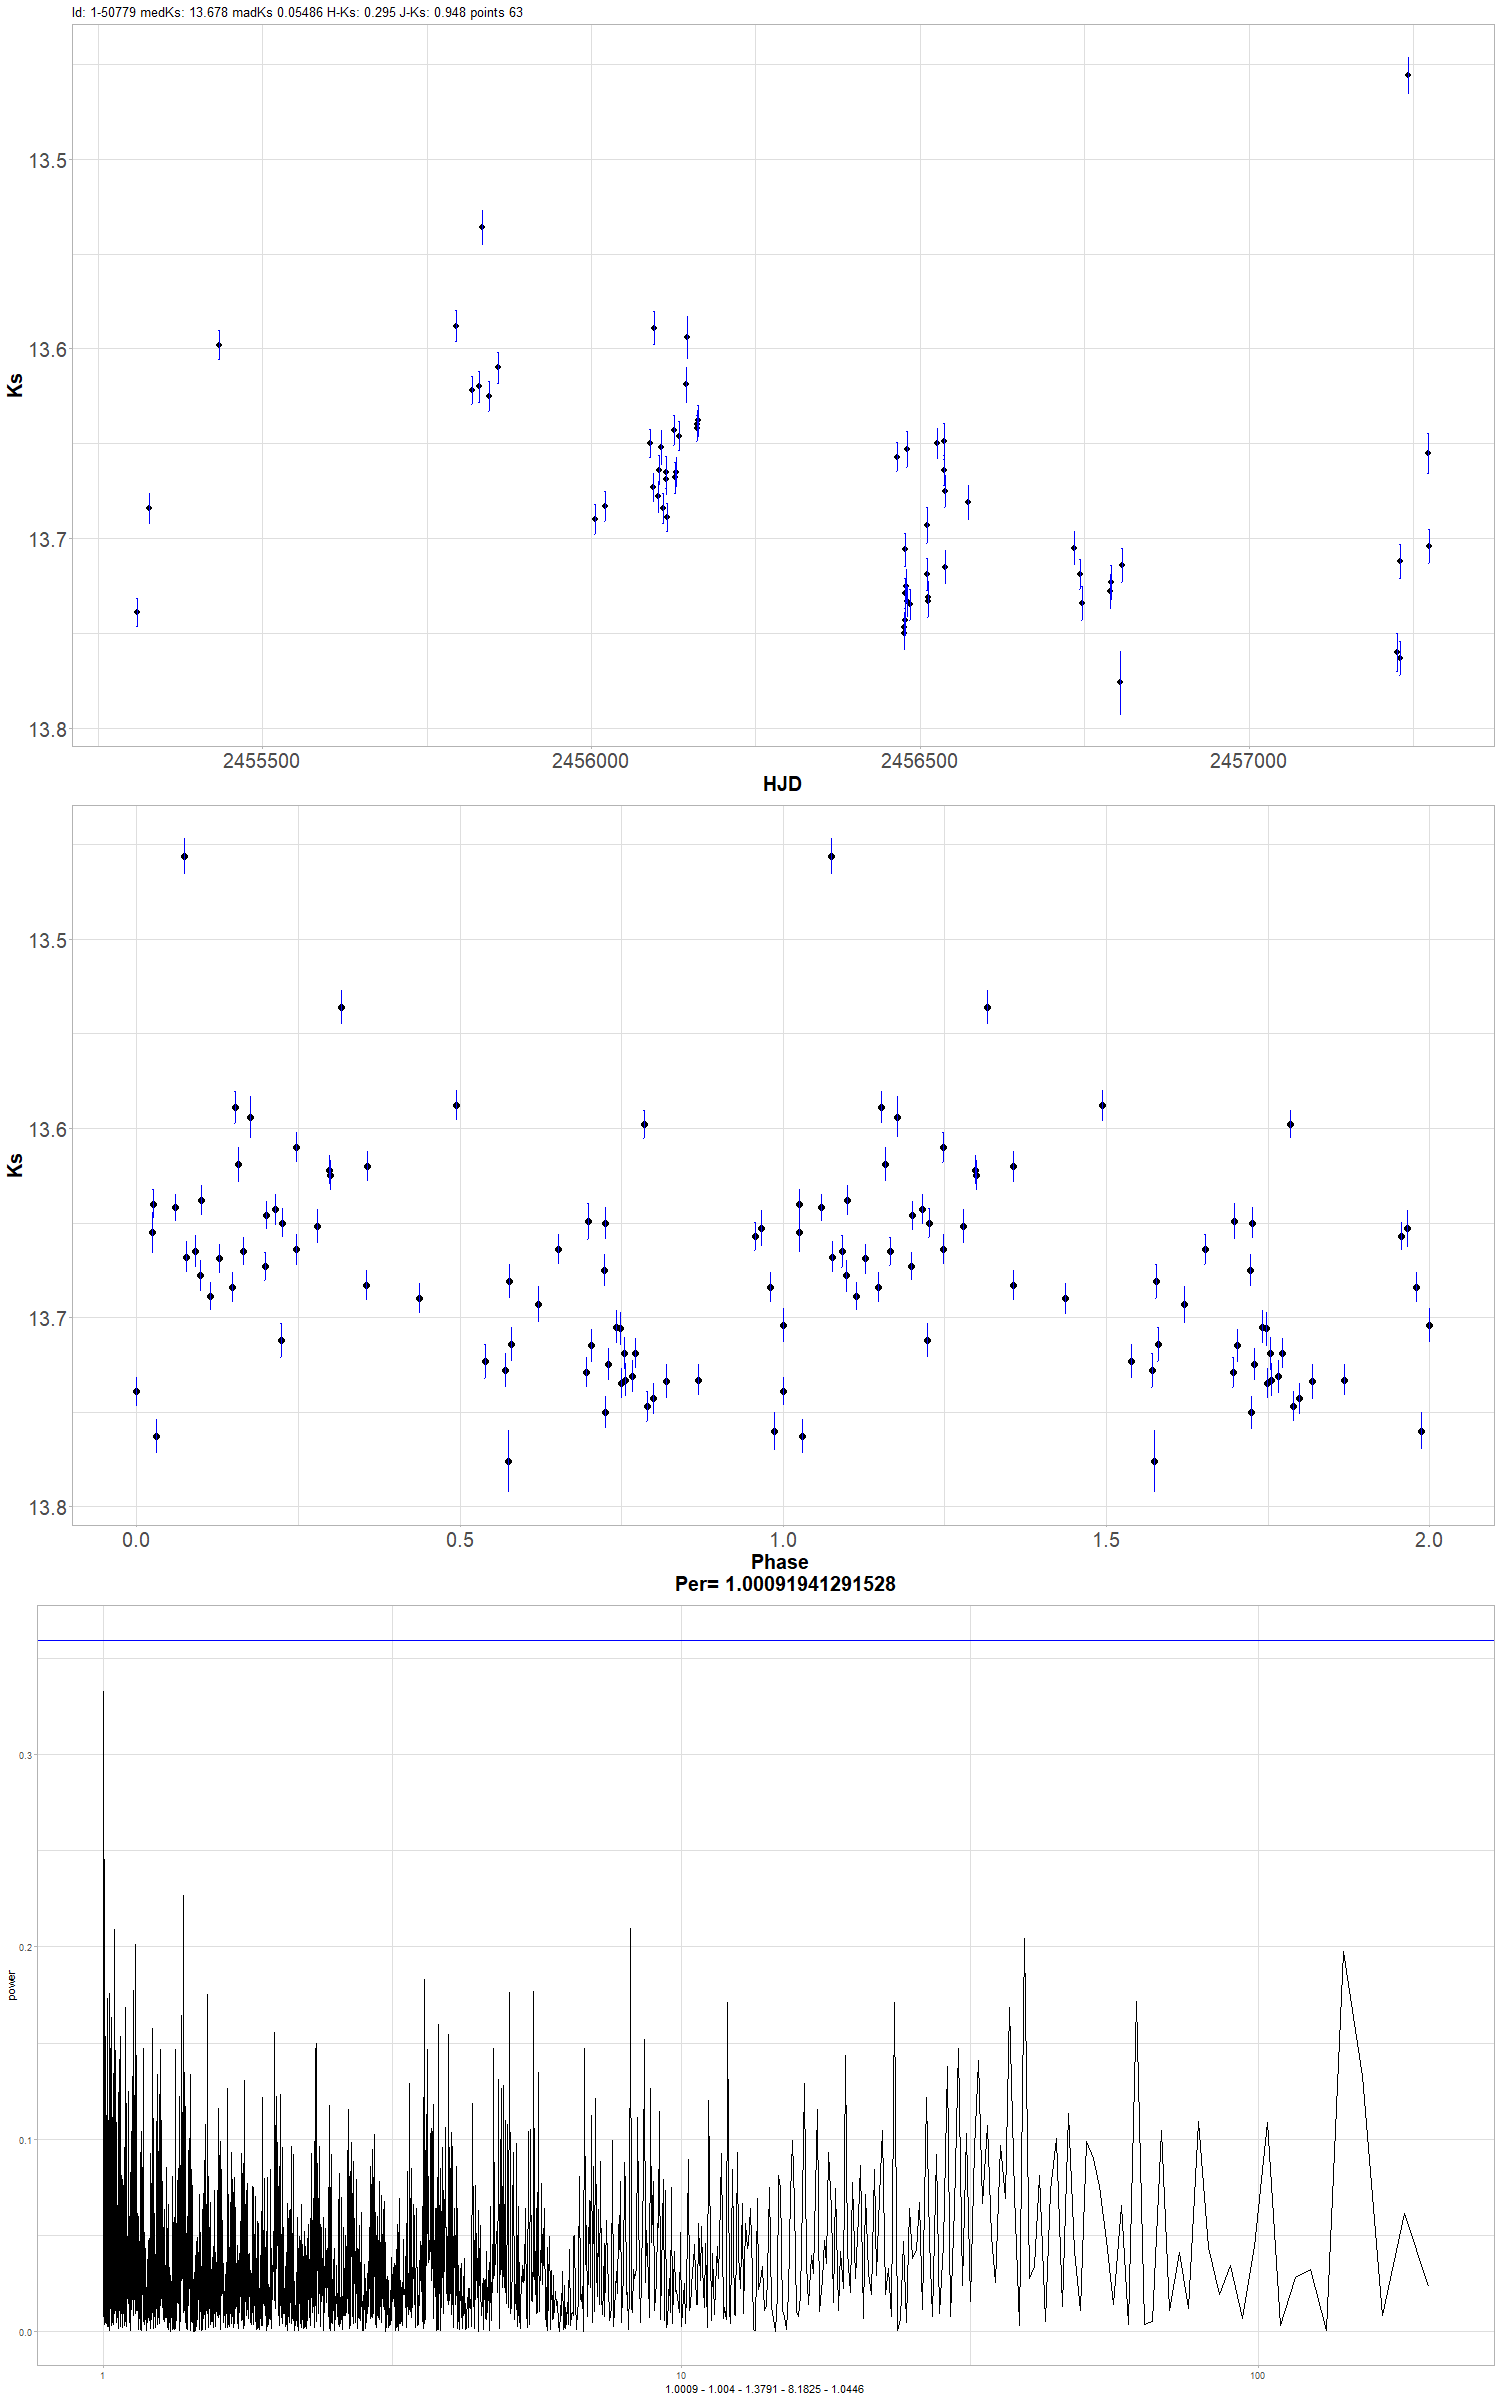 Id: 1-50779 medKs: 13.678 madKs 0.05486 H-Ks: 0.295 J-Ks: 0.948 points 63
13.5
13.6
13.7
13.8
Ks
2455500 2456000 2456500 2457000
HJD
13.5
13.6
13.7
13.8
Ks
0.0 0.5 1.0 1.5 2.0
Phase
Per= 1.00091941291528
0.3
0.2
0.1
0.0
power
1 10 100
1.0009 - 1.004 - 1.3791 - 8.1825 - 1.0446